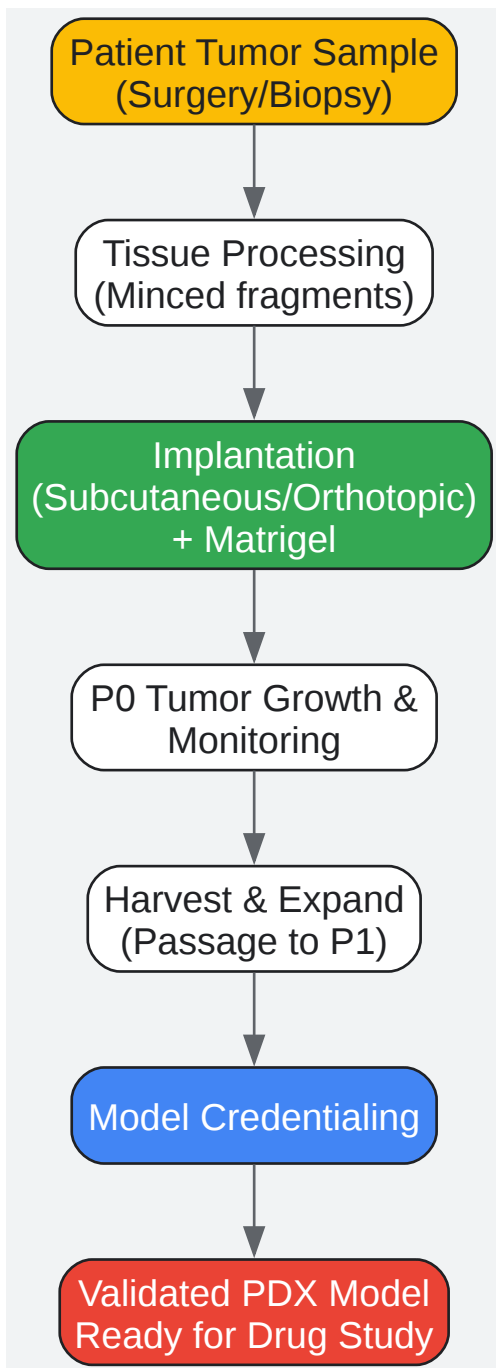 Patient Tumor Sample
(Surgery/Biopsy)
Tissue Processing
(Minced fragments)
Implantation
(Subcutaneous/Orthotopic)
+ Matrigel
P0 Tumor Growth &
Monitoring
Harvest & Expand
(Passage to P1)
Model Credentialing
Validated PDX Model
Ready for Drug Study